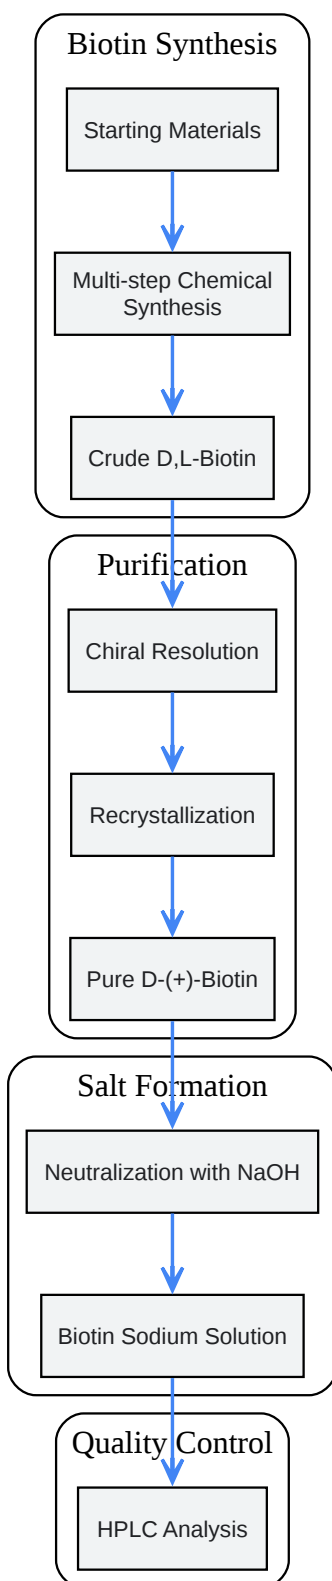 Biotin Synthesis
Starting Materials
Multi-step Chemical
Synthesis
Crude D,L-Biotin
Purification
Chiral Resolution
Recrystallization
Pure D-(+)-Biotin
Salt Formation
Neutralization with NaOH
Biotin Sodium Solution
Quality Control
HPLC Analysis